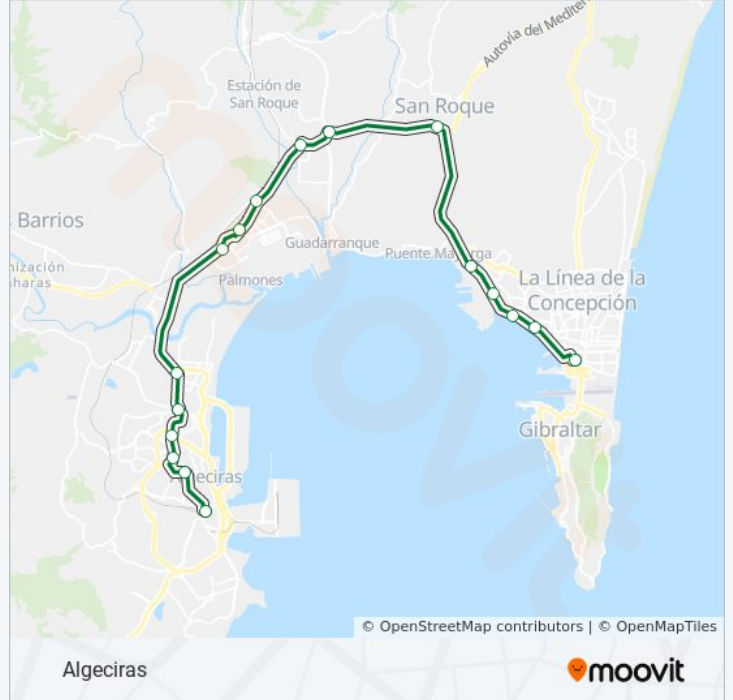 Autovía del Mediter
Estación de
San Roque
San Roque
Barrios
Guadarranque
Puente Ma
rga
nización
haras
Palmones
La Línea de la
Concepción
Gibraltar
eciras
© OpenStreetMap contributors | © OpenMapTiles
Algeciras
moovit